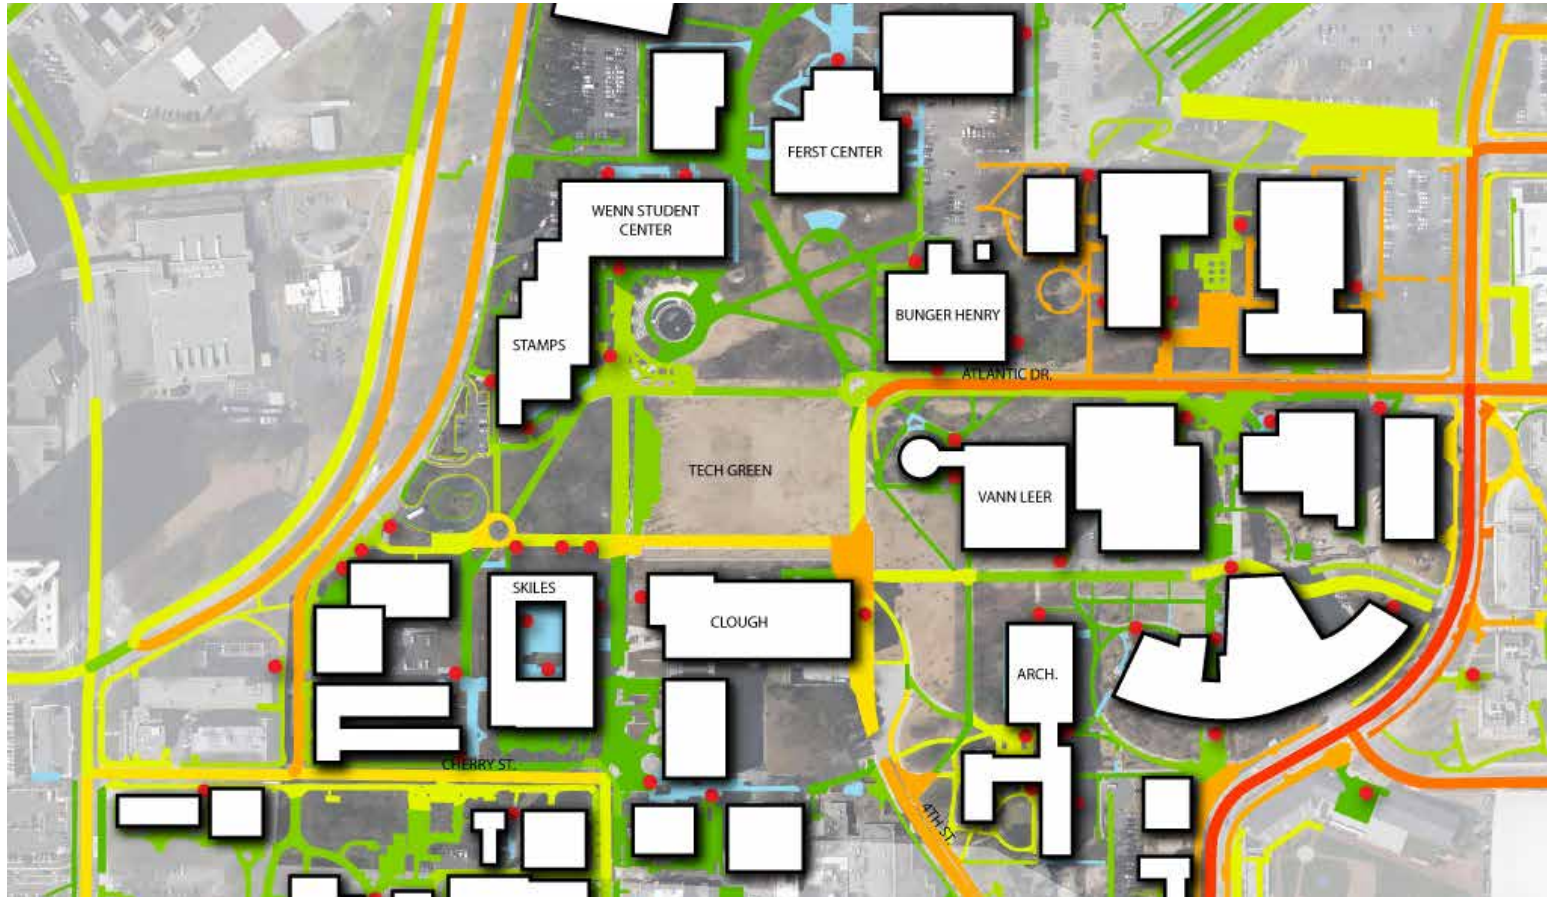 FERST CENTER
WENN STUDENT
CENTER
BUNGER HENRY
STAMPS
ATLANTIC DR.
TECH GREEN
VANN LEER
SKILES
CLOUGH
ARCH.
CHERRY ST.
4TH ST.